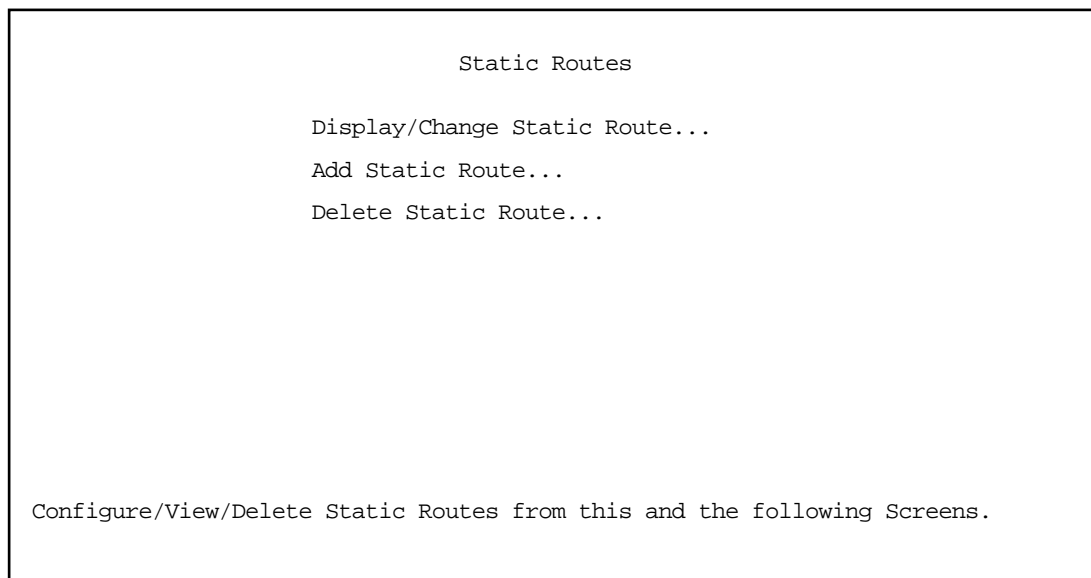 Static Routes
Display/Change Static Route...
Add Static Route...
Delete Static Route...
Configure/View/Delete Static Routes from this and the following Screens.